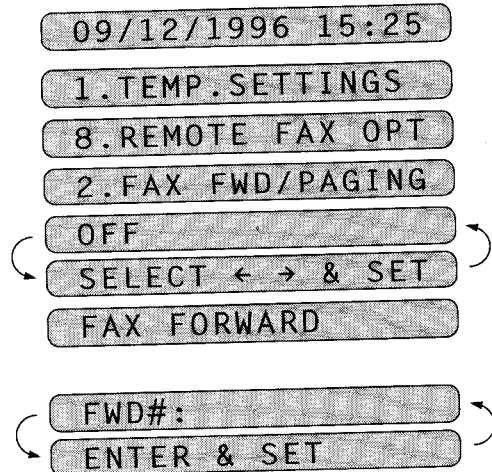 09/12/1996 15:25
1.TEMP.SETTINGS
8.REMOTE FAX OPT
2.FAX FWD/PAGING
OFF
SELECT ← → & SET
FAX FORWARD
FWD#:
ENTER & SET